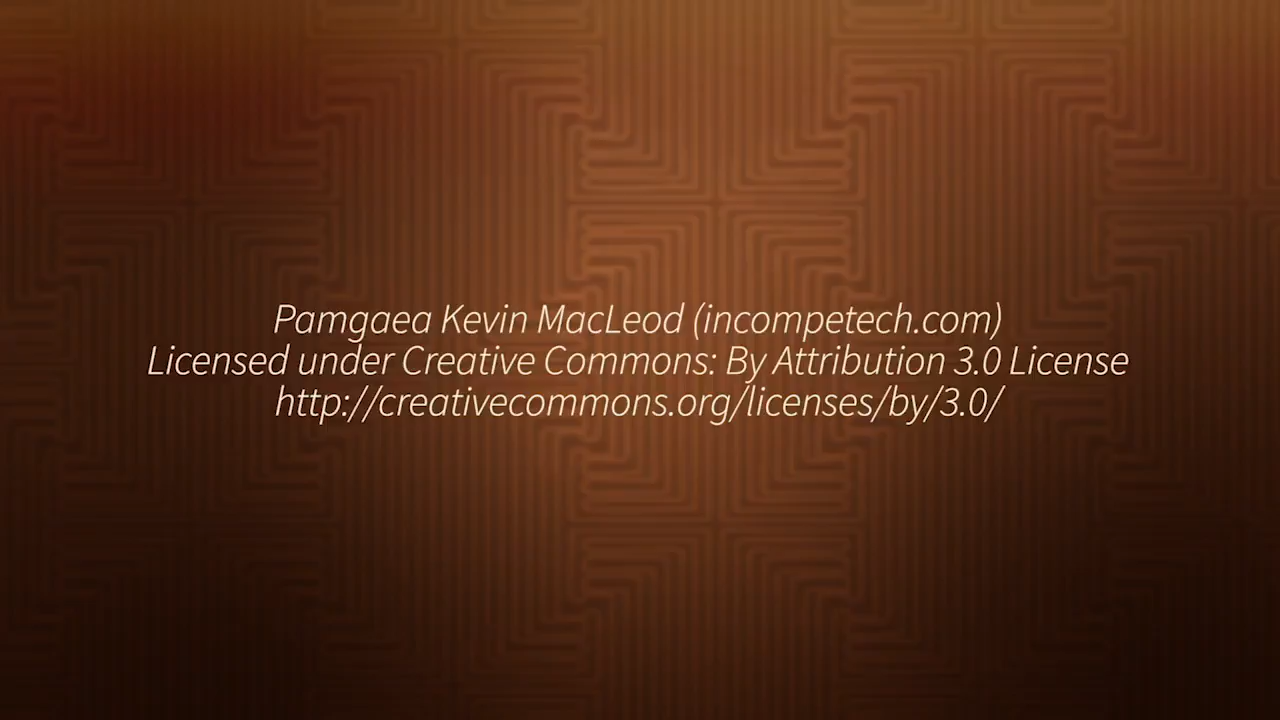 Pamgaea Kevin MacLeod (incompetech.com)
Licensed under Creative Commons: By Attribution 3.0 License
http://creativecommons.org/licenses/by/3.0/